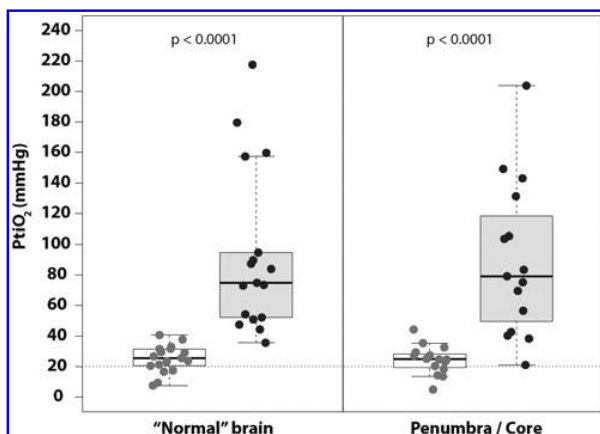 240
220
200
180
160
140
120
100
80
60
40
20
0
PtiO₂ (mmHg)
p < 0.0001
p < 0.0001
“Normal” brain
Penumbra / Core